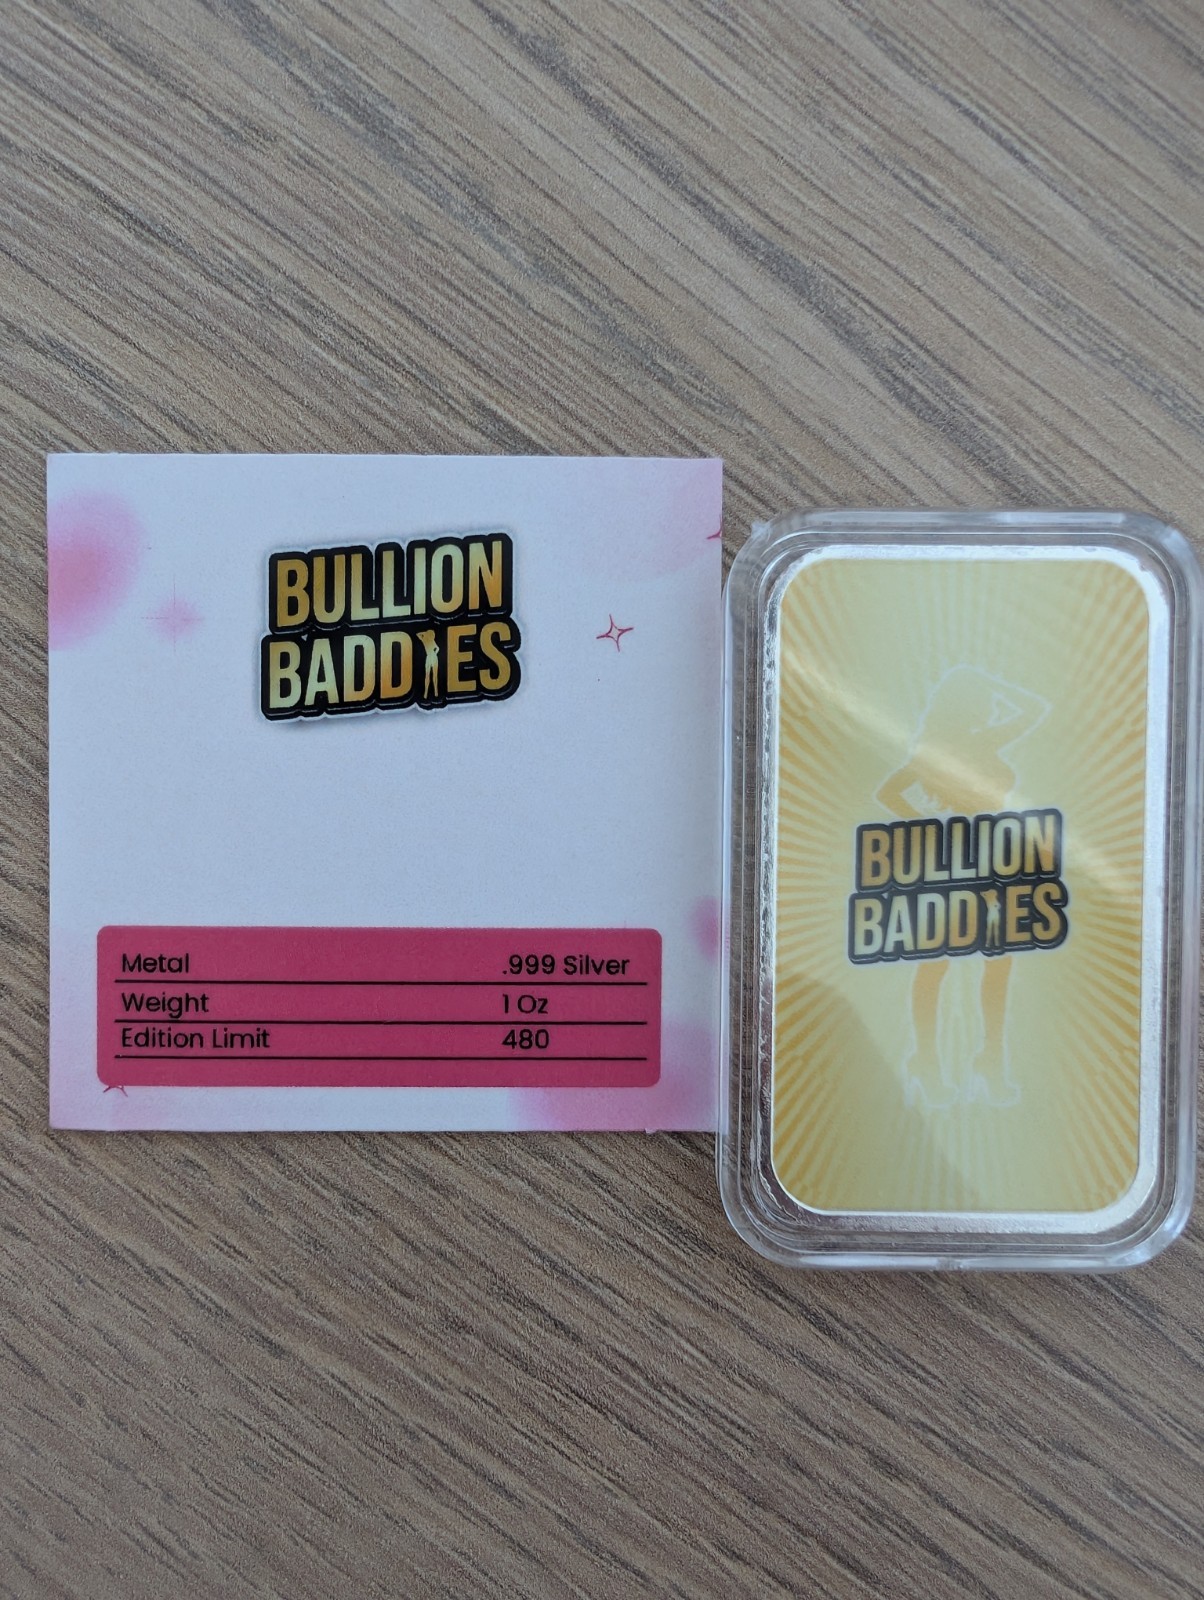 BULLION
BADDIES
Metal .999 Silver
Weight 1 Oz
Edition Limit 480
BULLION
BADDIES